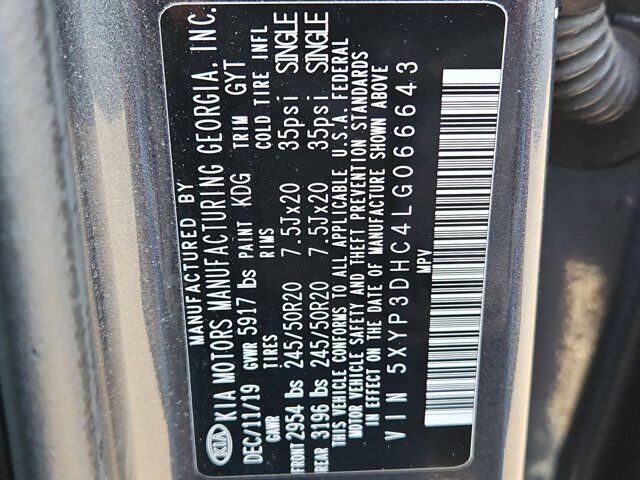 MANUFACTURED BY
KIA KIA MOTORS MANUFACTURING GEORGIA, INC.
DEC/11/19 GVWR 5917 lbs PAINT KDG TRIM GYT
GAWR TIRES RIMS COLD TIRE INFL
FRONT 2954 lbs 245/50R20 7.5Jx20 35psi SINGLE
REAR 3196 lbs 245/50R20 7.5Jx20 35psi SINGLE
THIS VEHICLE CONFORMS TO ALL APPLICABLE U.S.A. FEDERAL
MOTOR VEHICLE SAFETY AND THEFT PREVENTION STANDARDS
IN EFFECT ON THE DATE OF MANUFACTURE SHOWN ABOVE
VIN 5XYP3DHC4LG066643
MPV